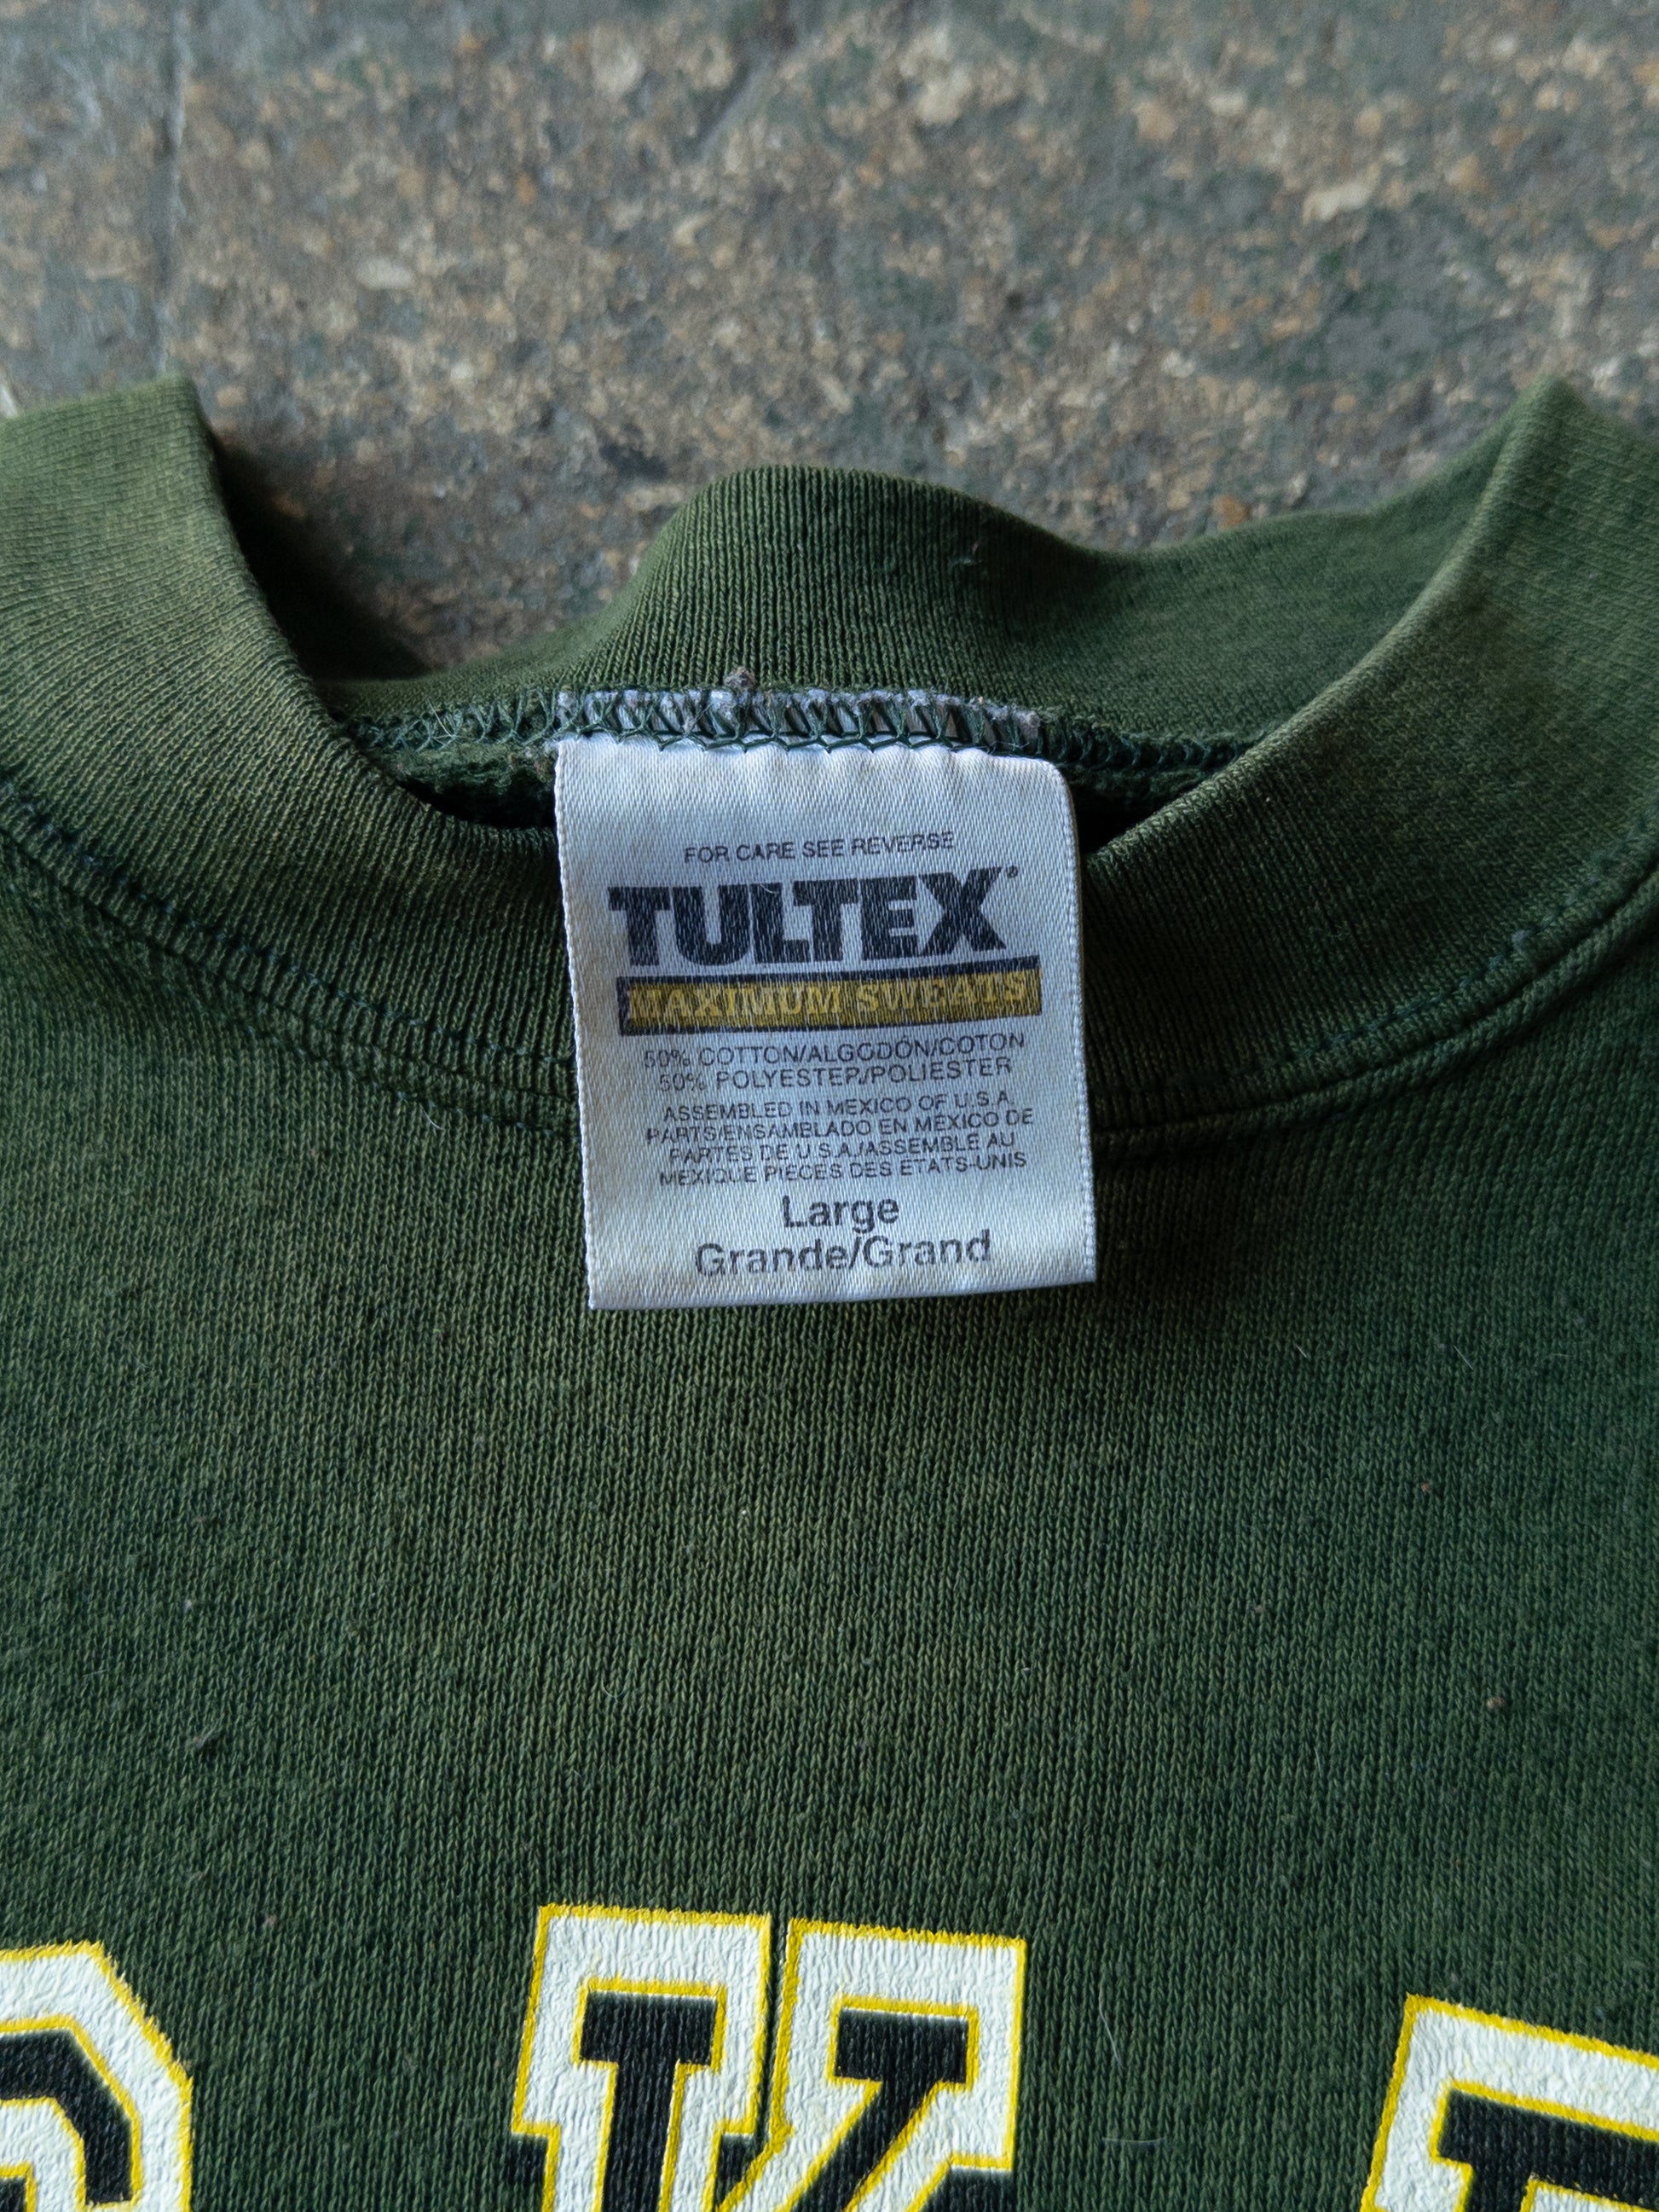 FOR CARE SEE REVERSE
TULTEX®
MAXIMUM SWEATS
50% COTTON/ALGODÓN/COTON
50% POLYESTER/POLIESTER
ASSEMBLED IN MEXICO OF U.S.A.
PARTS/ENSAMBLADO EN MÉXICO DE
PARTES DE U.S.A./ASSEMBLE AU
MEXIQUE PIECES DES ETATS-UNIS
Large
Grande/Grand
K